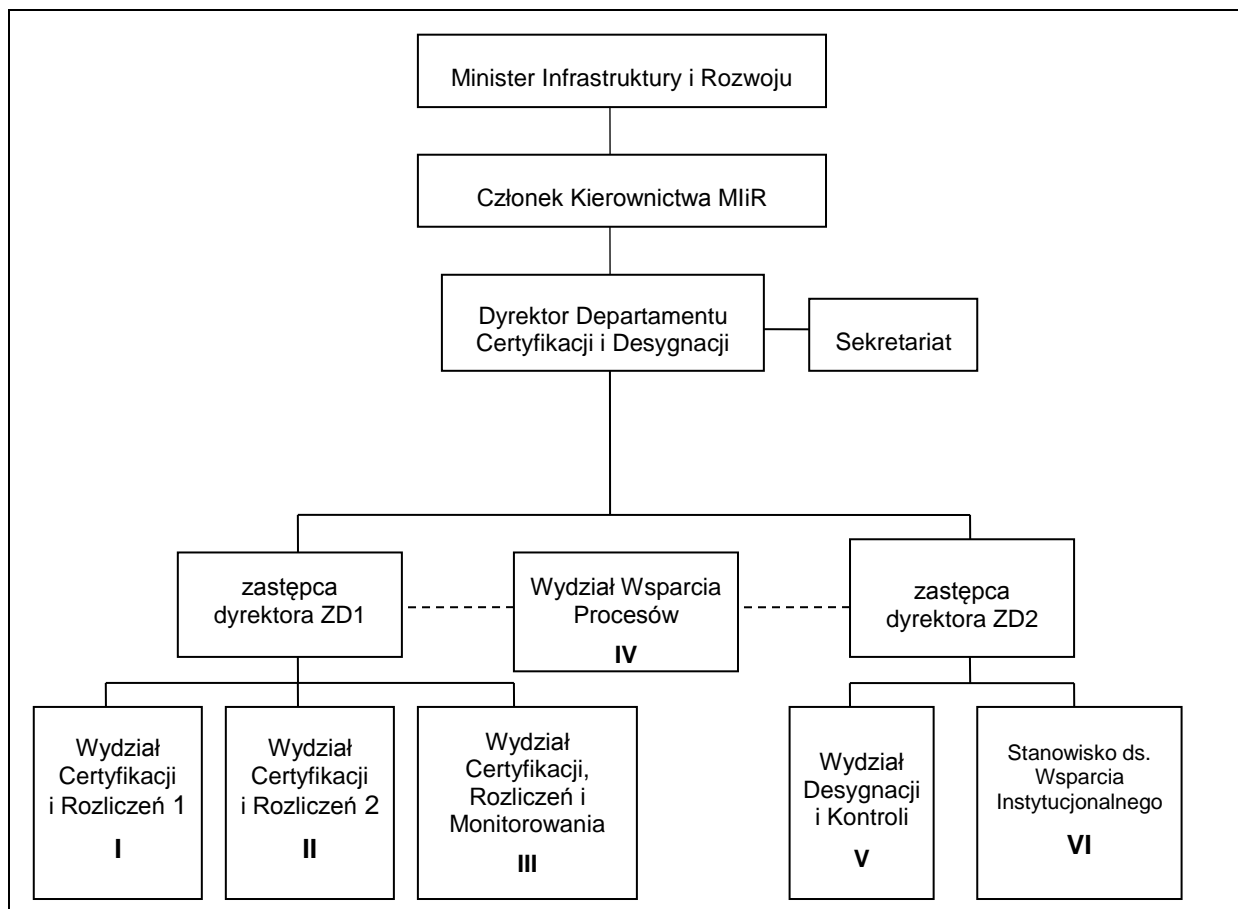 Minister Infrastruktury i Rozwoju
Członek Kierownictwa MIiR
Dyrektor Departamentu
Certyfikacji i Desygnacji
Sekretariat
zastępca
dyrektora ZD1
Wydział Wsparcia
Procesów
IV
zastępca
dyrektora ZD2
Wydział
Certyfikacji
i Rozliczeń 1
I
Wydział
Certyfikacji
i Rozliczeń 2
II
Wydział
Certyfikacji,
Rozliczeń i
Monitorowania
III
Wydział
Desygnacji
i Kontroli
V
Stanowisko ds.
Wsparcia
Instytucjonalnego
VI